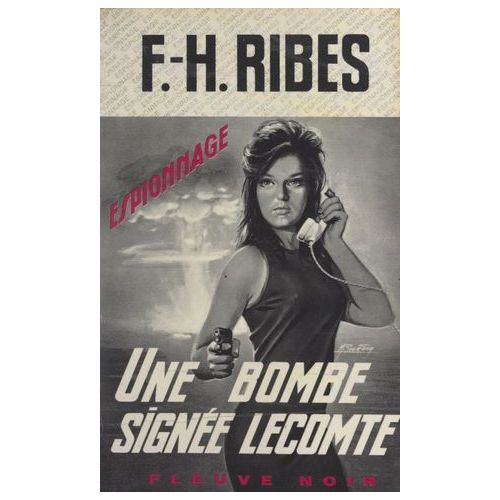 F.-H. RIBES
ESPIONNAGE
UNE BOMBE
SIGNÉE LECOMTE
FLEUVE NOIR